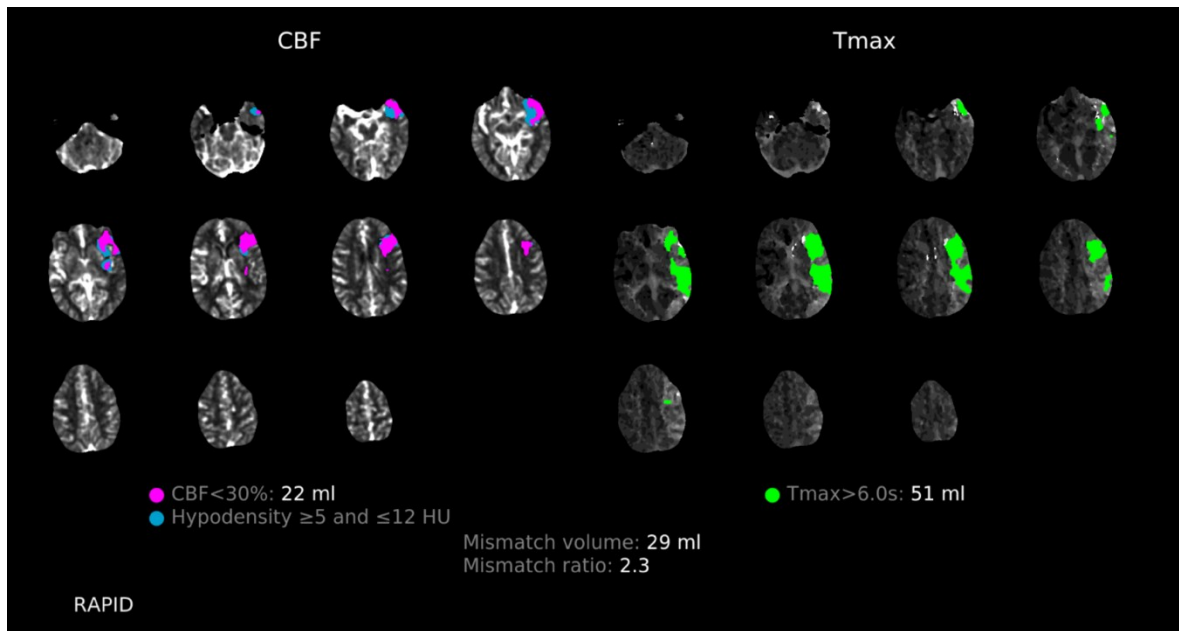 CBF
Tmax
CBF<30%: 22 ml
Hypodensity ≥5 and ≤12 HU
Tmax>6.0s: 51 ml
Mismatch volume: 29 ml
Mismatch ratio: 2.3
RAPID